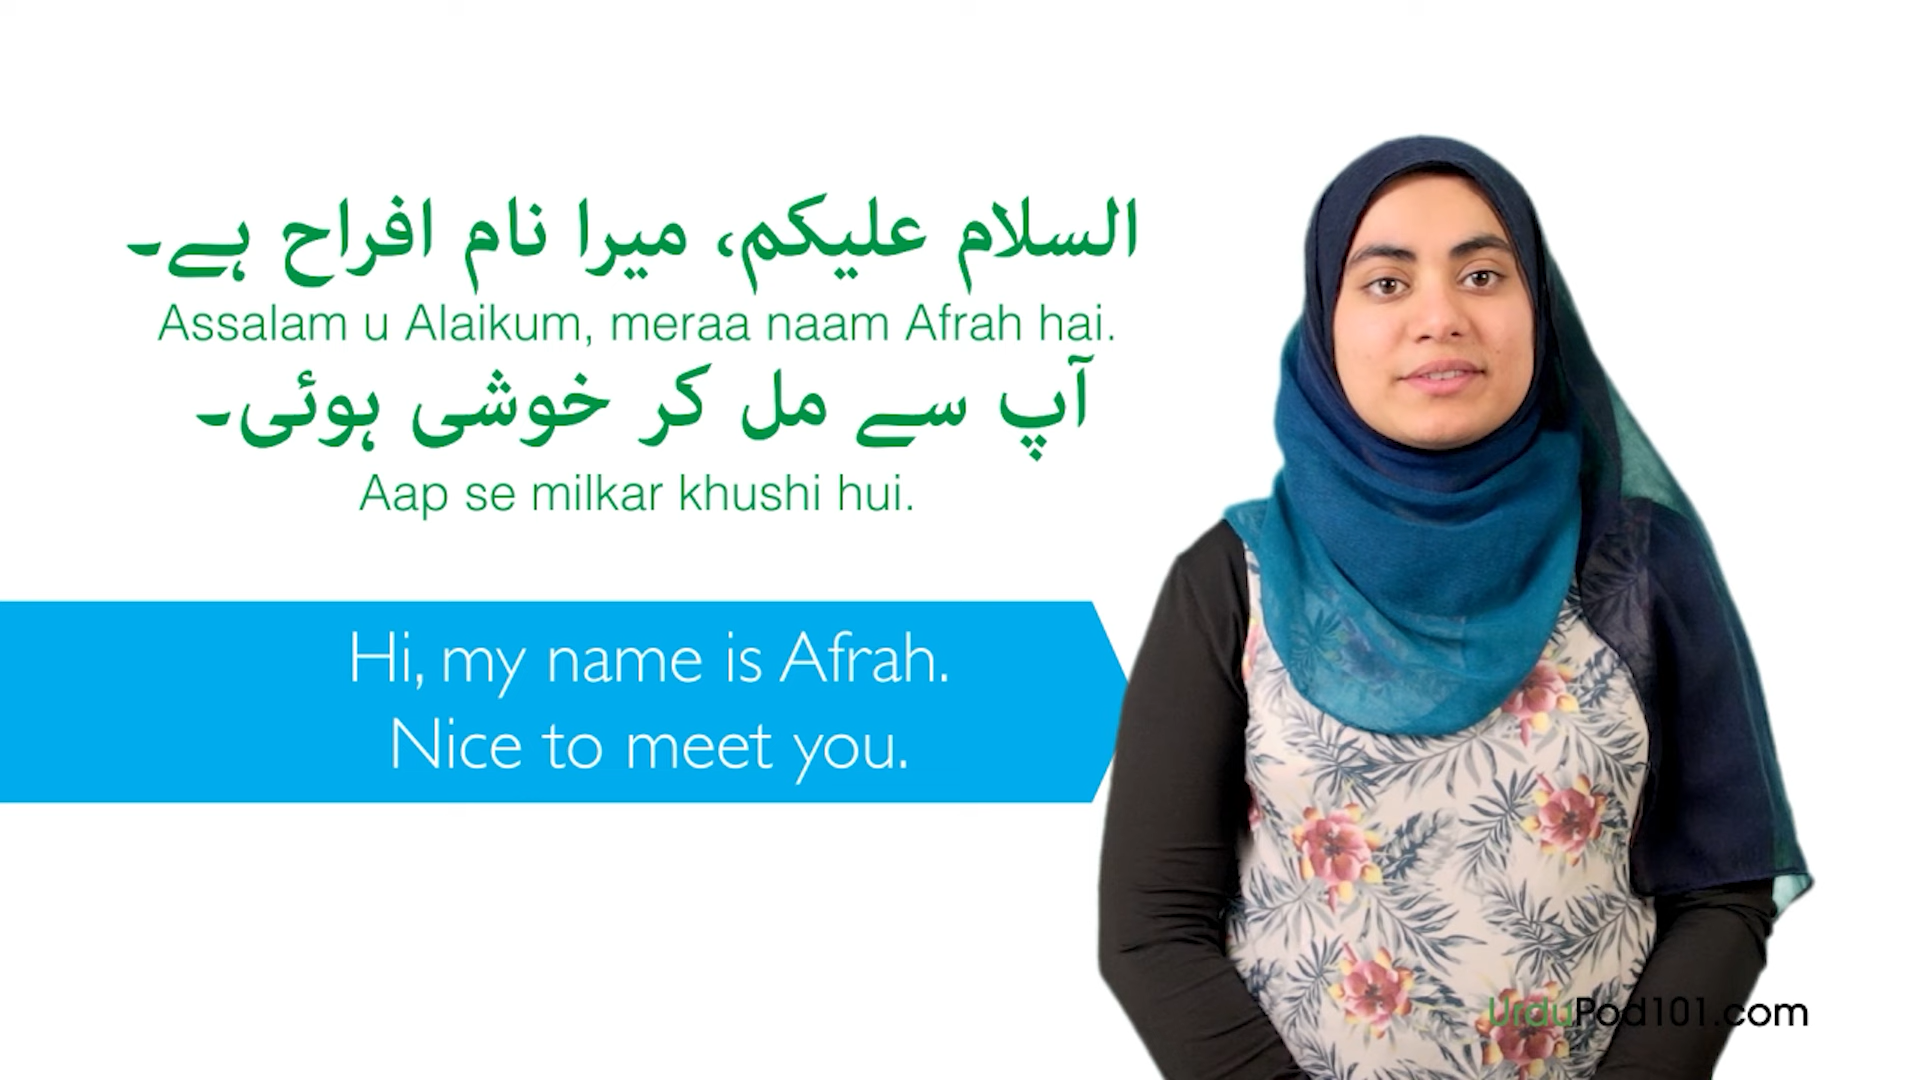 السلام علیکم، میرا نام افراح ہے۔
Assalam u Alaikum, meraa naam Afrah hai.
آپ سے مل کر خوشی ہوئی۔
Aap se milkar khushi hui.
Hi, my name is Afrah.
Nice to meet you.
UrduPod101.com